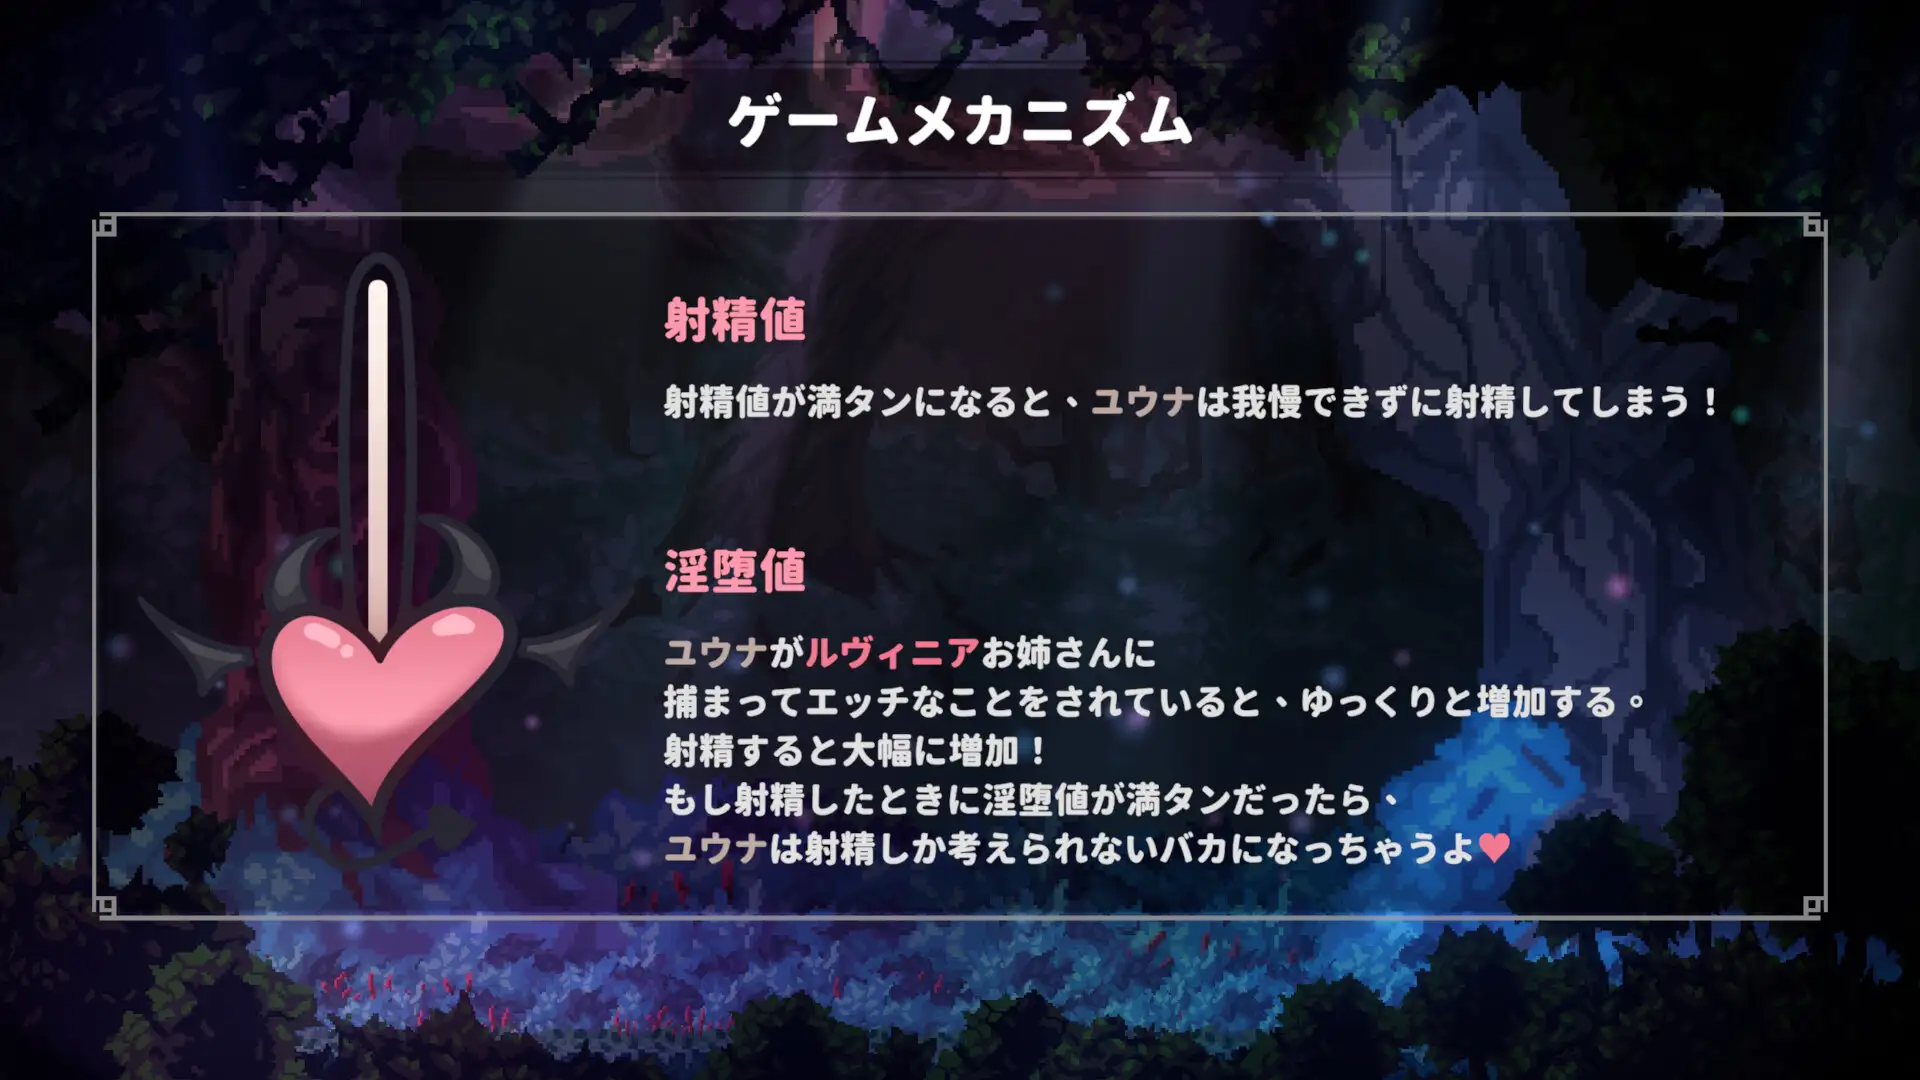 ゲームメカニズム
射精値
射精値が満タンになると、ユウナは我慢できずに射精してしまう！
淫堕値
ユウナがルヴィニアお姉さんに
捕まってエッチなことをされていると、ゆっくりと増加する。
射精すると大幅に増加！
もし射精したときに淫堕値が満タンだったら、
ユウナは射精しか考えられないバカになっちゃうよ♥